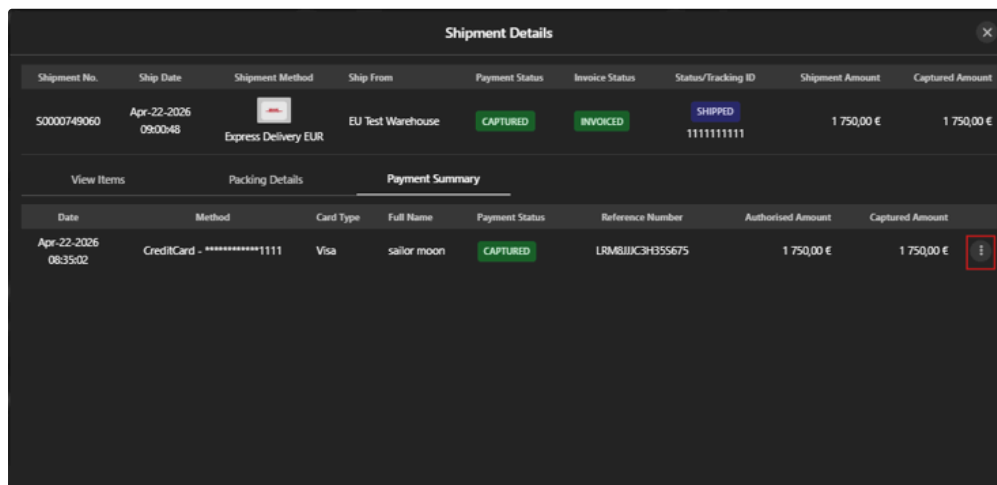 Shipment Details
Shipment No. Ship Date Shipment Method Ship From Payment Status Invoice Status Status/Tracking ID Shipment Amount Captured Amount
S0000749060 Apr-22-2026 09:00:48 Express Delivery EUR EU Test Warehouse CAPTURED INVOICED SHIPPED 1111111111 1 750,00 € 1 750,00 €
View Items Packing Details Payment Summary
Date Method Card Type Full Name Payment Status Reference Number Authorised Amount Captured Amount
Apr-22-2026 08:35:02 CreditCard - ************1111 Visa sailor moon CAPTURED 1 750,00 € 1 750,00 €